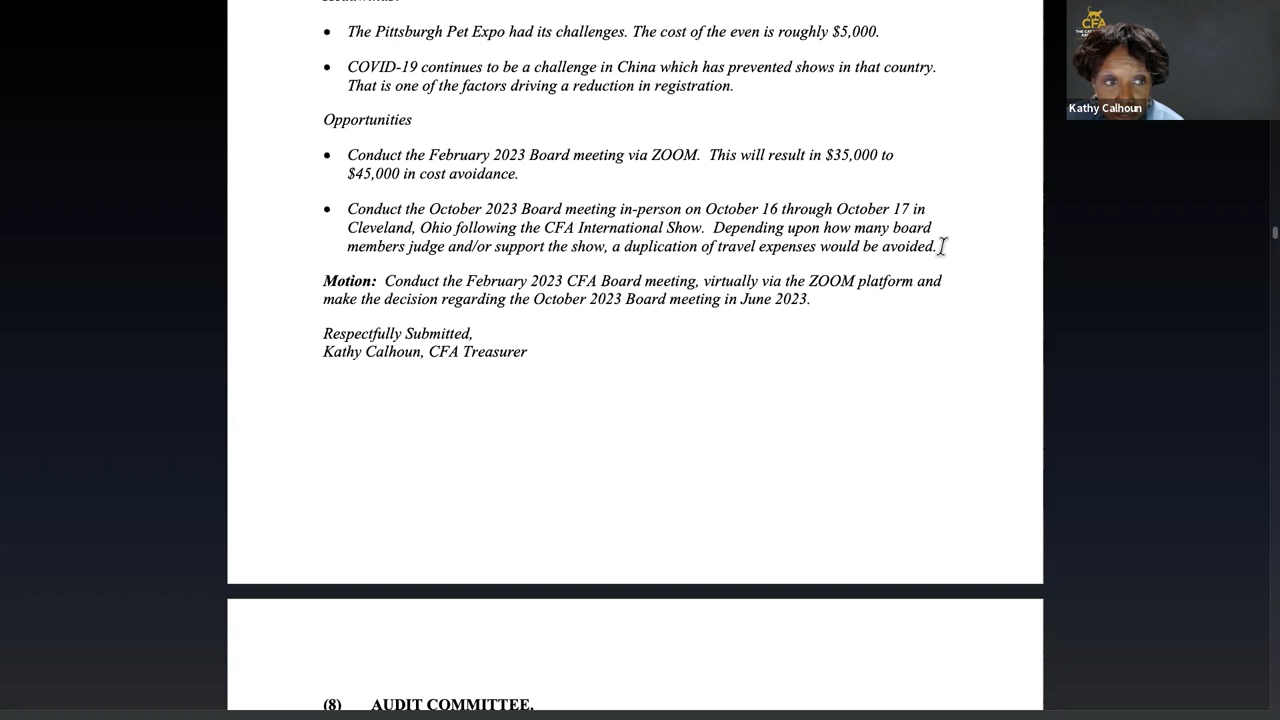 • The Pittsburgh Pet Expo had its challenges. The cost of the even is roughly $5,000.
• COVID-19 continues to be a challenge in China which has prevented shows in that country.
That is one of the factors driving a reduction in registration.
Opportunities
• Conduct the February 2023 Board meeting via ZOOM. This will result in $35,000 to
$45,000 in cost avoidance.
• Conduct the October 2023 Board meeting in-person on October 16 through October 17 in
Cleveland, Ohio following the CFA International Show. Depending upon how many board
members judge and/or support the show, a duplication of travel expenses would be avoided.
Motion: Conduct the February 2023 CFA Board meeting, virtually via the ZOOM platform and
make the decision regarding the October 2023 Board meeting in June 2023.
Respectfully Submitted,
Kathy Calhoun, CFA Treasurer
(8) AUDIT COMMITTEE.
CFA
Kathy Calhoun